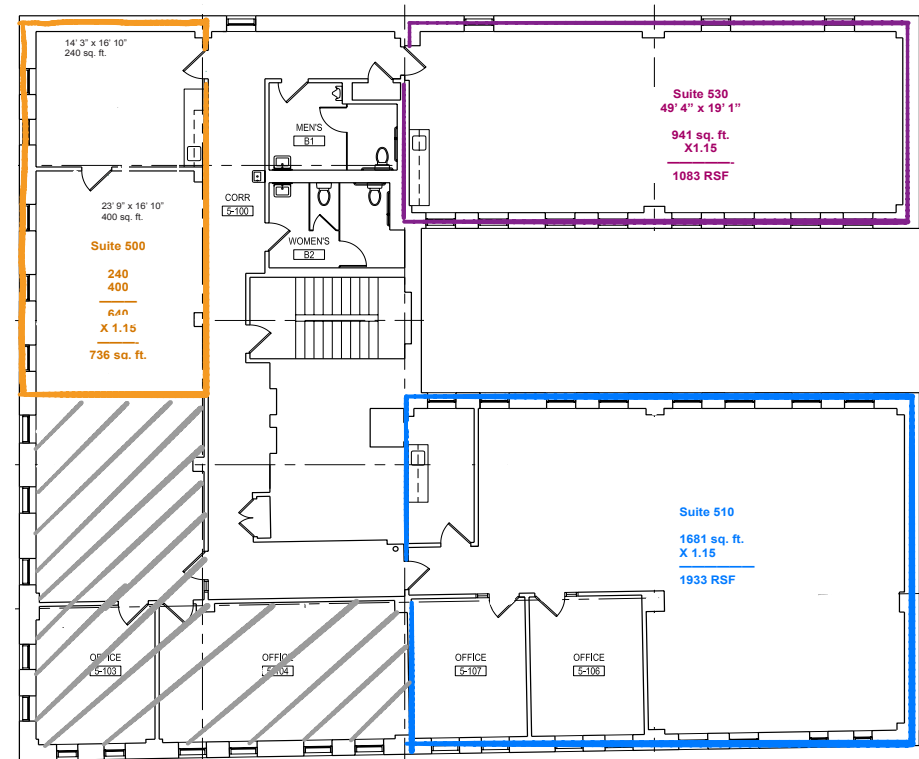 14' 3" x 16' 10"
240 sq. ft.
23' 9" x 16' 10"
400 sq. ft.
Suite 500
240
400
640
X 1.15
736 sq. ft.
MEN'S
B1
CORR
5-100
WOMEN'S
B2
Suite 530
49' 4" x 19' 1"
941 sq. ft.
X1.15
1083 RSF
Suite 510
1681 sq. ft.
X 1.15
1933 RSF
OFFICE
5-103
OFFICE
5-104
OFFICE
5-107
OFFICE
5-106